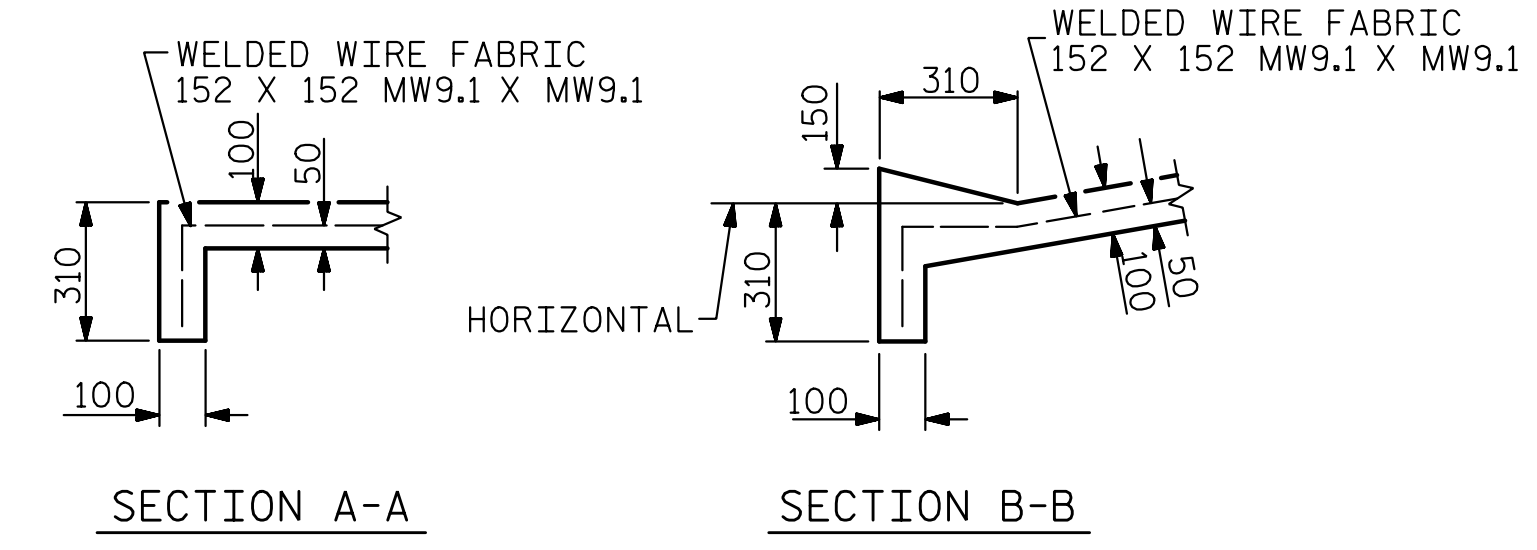 WELDED WIRE FABRIC
152 X 152 MW9.1 X MW9.1
100
50
310
100
SECTION A-A
WELDED WIRE FABRIC
152 X 152 MW9.1 X MW9.1
310
150
310
HORIZONTAL
100
50
100
SECTION B-B